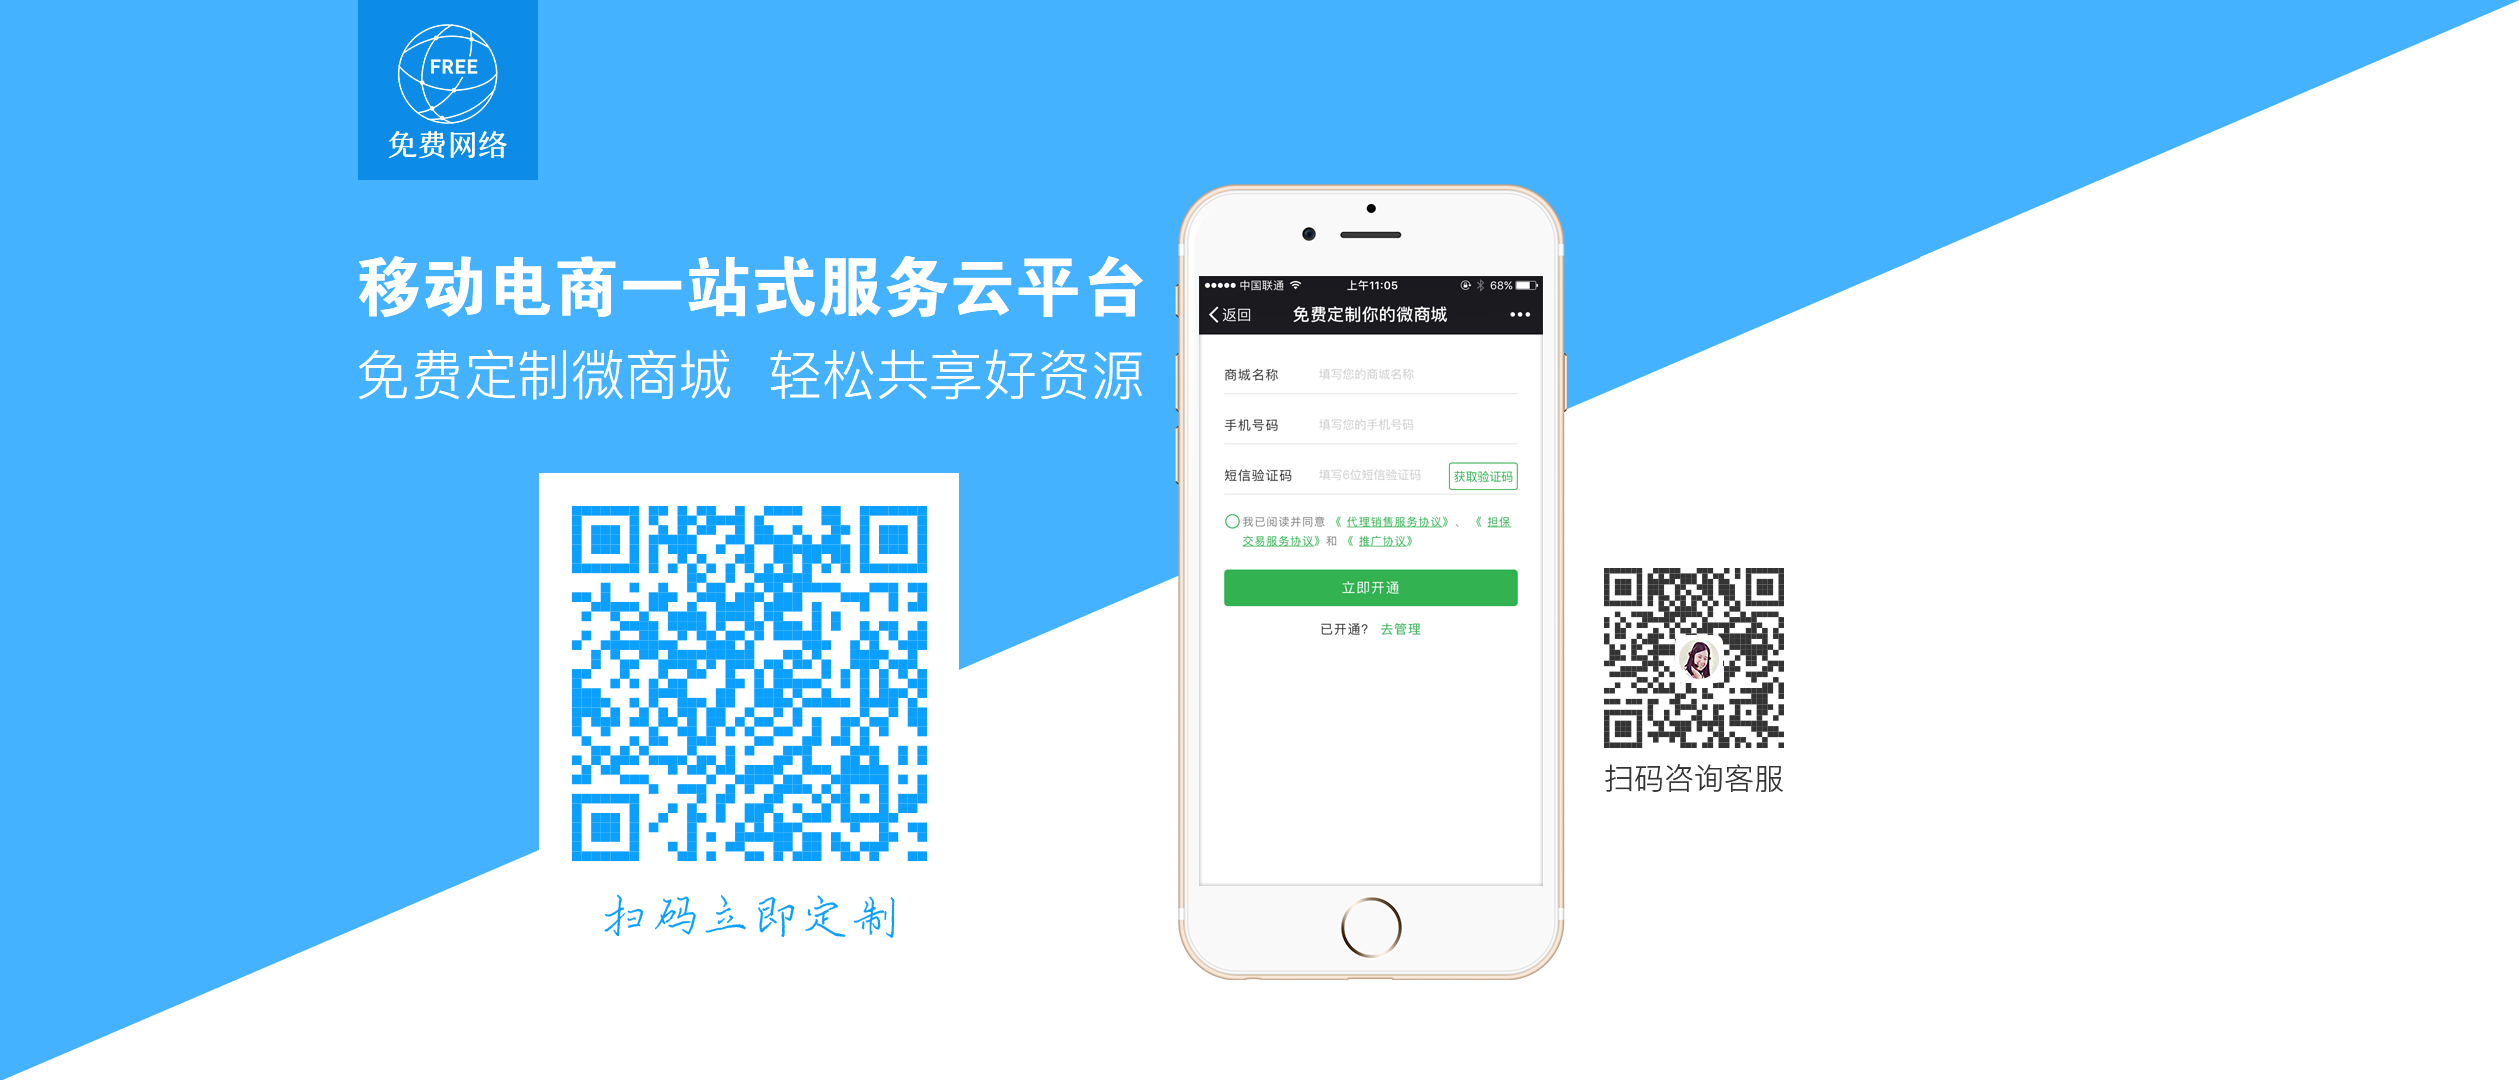 FREE
免费网络
移动电商一站式服务云平台
免费定制微商城 轻松共享好资源
扫码立即定制
中国联通 上午11:05 68%
返回 免费定制你的微商城
商城名称 填写您的商城名称
手机号码 填写您的手机号码
短信验证码 填写6位短信验证码 获取验证码
我已阅读并同意《代理销售服务协议》、《担保
交易服务协议》和《推广协议》
立即开通
已开通? 去管理
扫码咨询客服